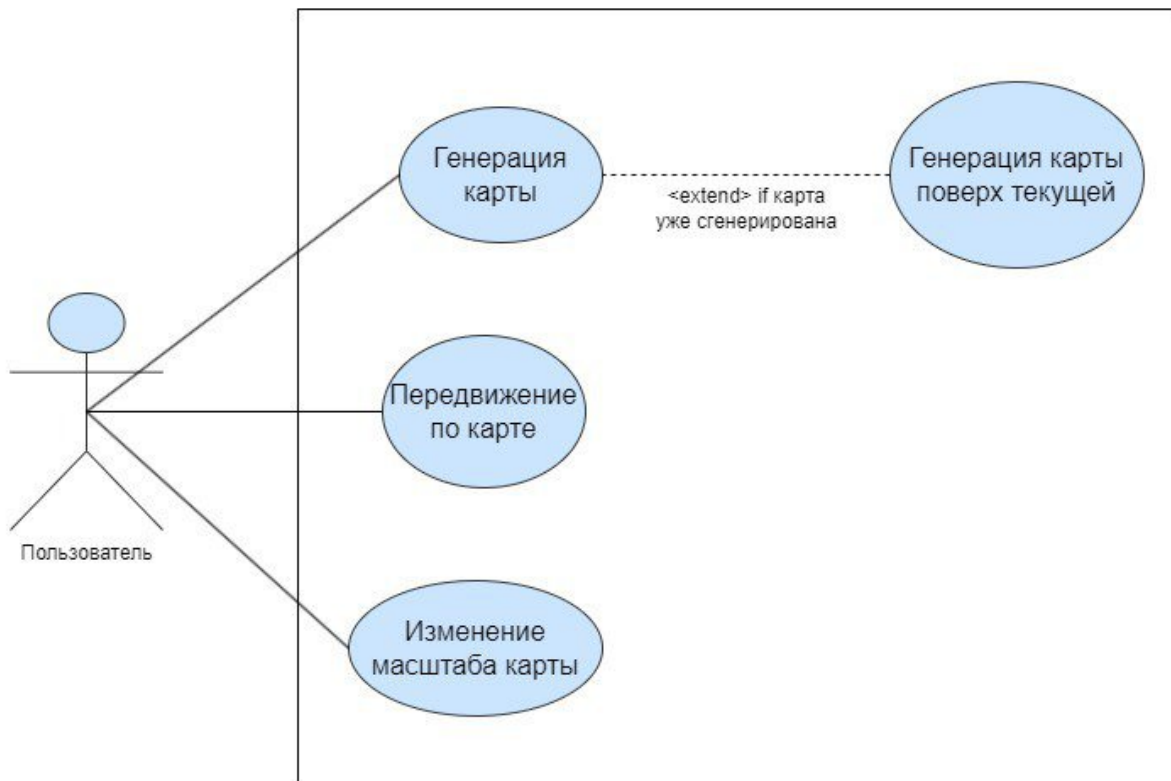 Генерация
карты
Генерация карты
поверх текущей
<extend> if карта
уже сгенерирована
Передвижение
по карте
Пользователь
Изменение
масштаба карты